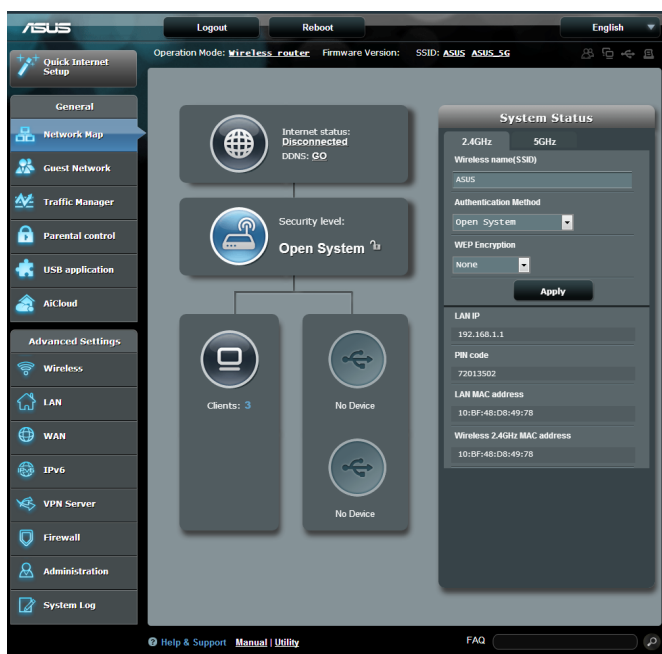 ASUS
Logout
Reboot
English
Quick Internet
Setup
Operation Mode: Wireless router Firmware Version: SSID: ASUS ASUS_5G
General
Network Map
Guest Network
Traffic Manager
Parental control
USB application
AiCloud
Advanced Settings
Wireless
LAN
WAN
IPv6
VPN Server
Firewall
Administration
System Log
Internet status:
Disconnected
DDNS: GO
Security level:
Open System
Clients: 3
No Device
No Device
System Status
2.4GHz 5GHz
Wireless name(SSID)
ASUS
Authentication Method
Open System
WEP Encryption
None
Apply
LAN IP
192.168.1.1
PIN code
72013502
LAN MAC address
10:BF:48:D8:49:78
Wireless 2.4GHz MAC address
10:BF:48:D8:49:78
Help & Support Manual | Utility
FAQ